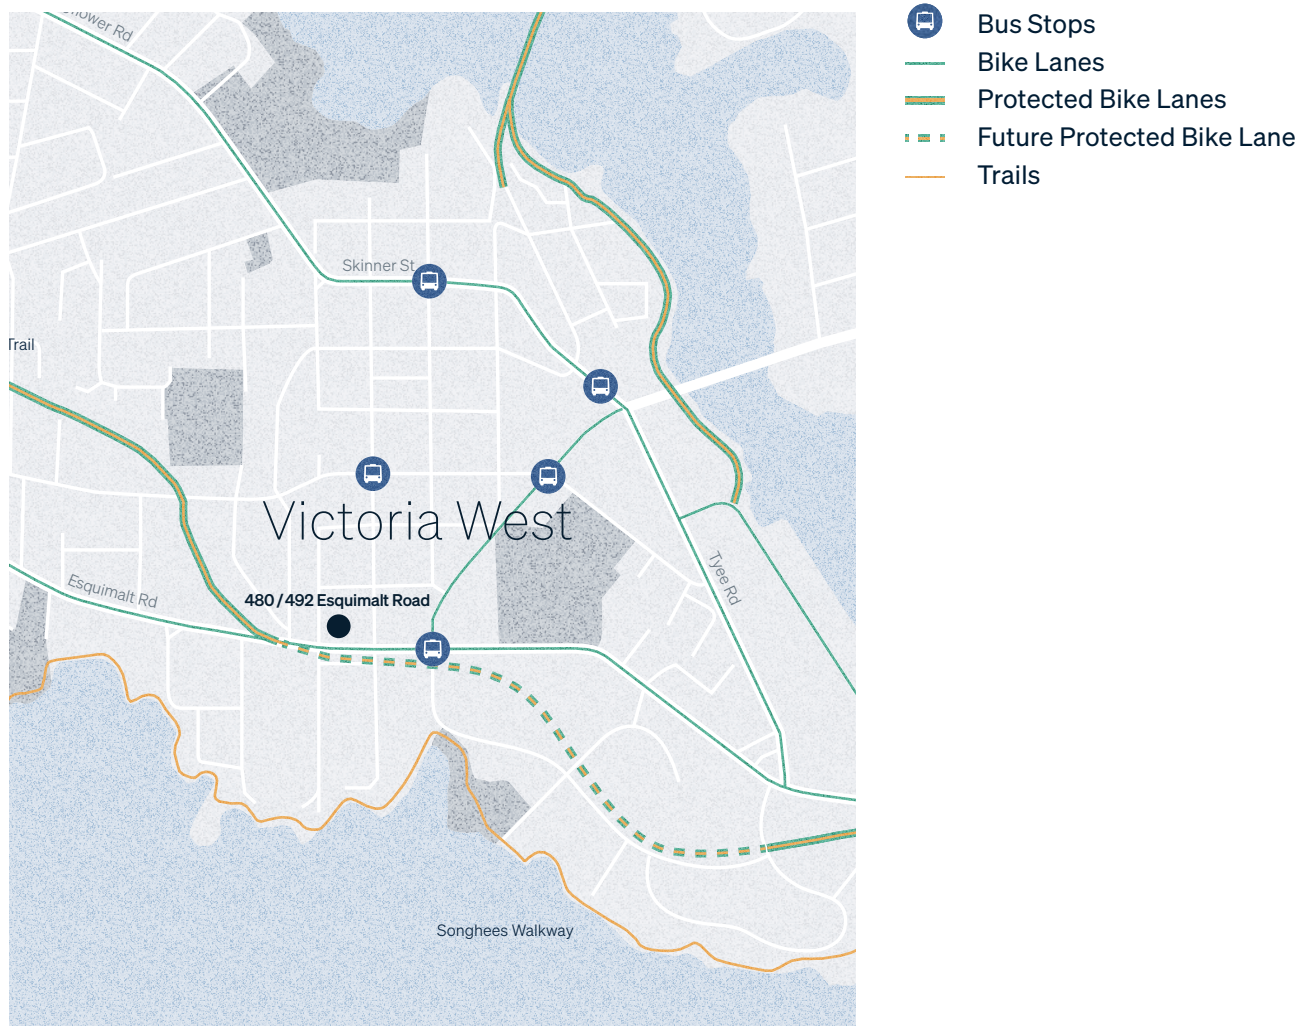 Rd
Skinner St
Trail
Victoria West
Esquimalt Rd
480 / 492 Esquimalt Road
Tyee Rd
Songhees Walkway
Bus Stops
Bike Lanes
Protected Bike Lanes
Future Protected Bike Lane
Trails